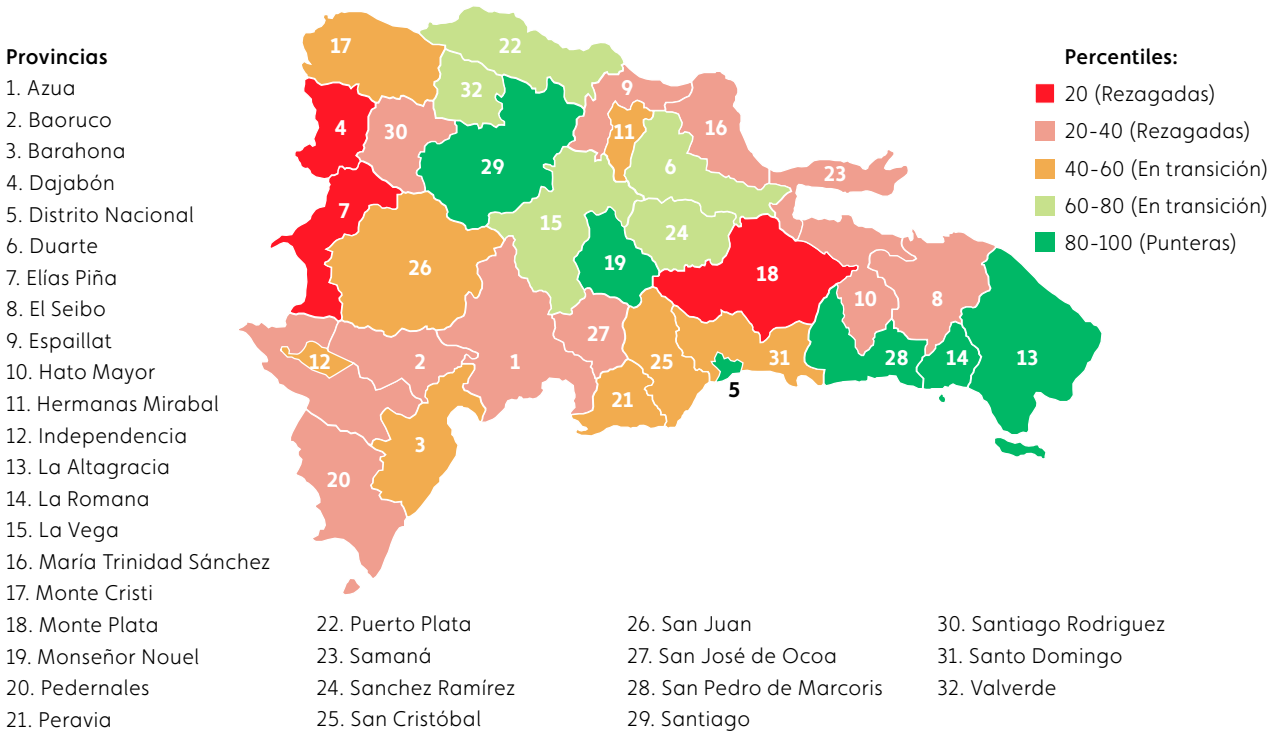 Provincias
1. Azua
2. Baoruco
3. Barahona
4. Dajabón
5. Distrito Nacional
6. Duarte
7. Elías Piña
8. El Seibo
9. Espaillat
10. Hato Mayor
11. Hermanas Mirabal
12. Independencia
13. La Altagracia
14. La Romana
15. La Vega
16. María Trinidad Sánchez
17. Monte Cristi
18. Monte Plata
19. Monseñor Nouel
20. Pedernales
21. Peravia
22. Puerto Plata
23. Samaná
24. Sanchez Ramírez
25. San Cristóbal
26. San Juan
27. San José de Ocoa
28. San Pedro de Marcoris
29. Santiago
30. Santiago Rodriguez
31. Santo Domingo
32. Valverde
17
22
32
9
4
30
11
16
29
6
23
7
15
24
26
19
18
10
8
27
12
2
1
25
31
28
14
13
5
21
3
20
Percentiles:
20 (Rezagadas)
20-40 (Rezagadas)
40-60 (En transición)
60-80 (En transición)
80-100 (Punteras)